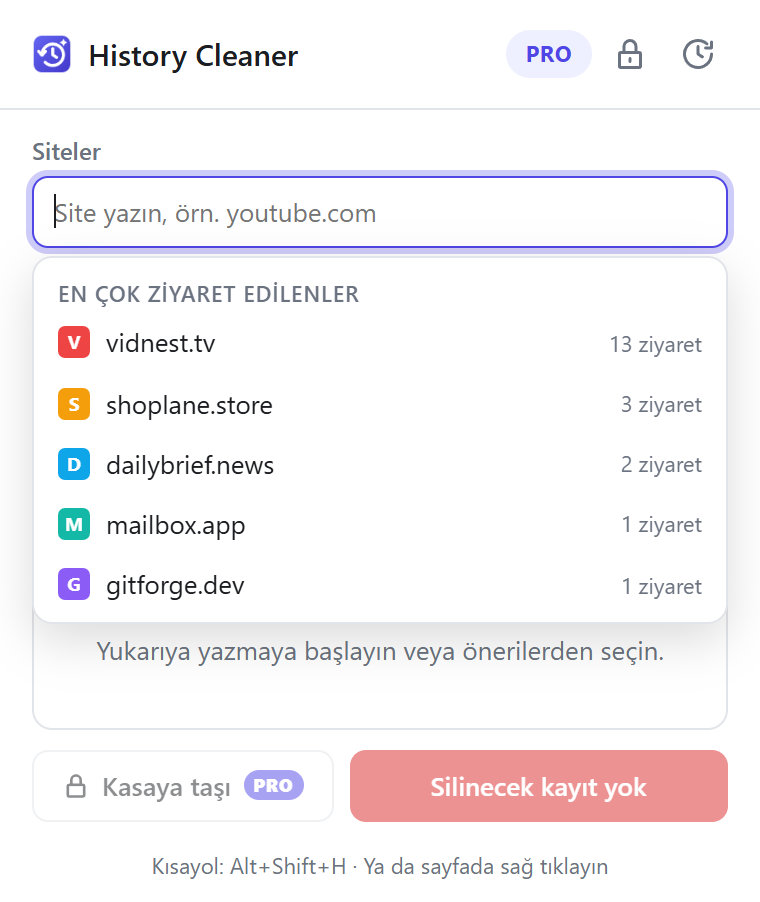 History Cleaner PRO
Siteler
Site yazın, örn. youtube.com
EN ÇOK ZİYARET EDİLENLER
V vidnest.tv 13 ziyaret
S shoplane.store 3 ziyaret
D dailybrief.news 2 ziyaret
M mailbox.app 1 ziyaret
G gitforge.dev 1 ziyaret
Yukarıya yazmaya başlayın veya önerilerden seçin.
Kasaya taşı PRO Silinecek kayıt yok
Kısayol: Alt+Shift+H · Ya da sayfada sağ tıklayın